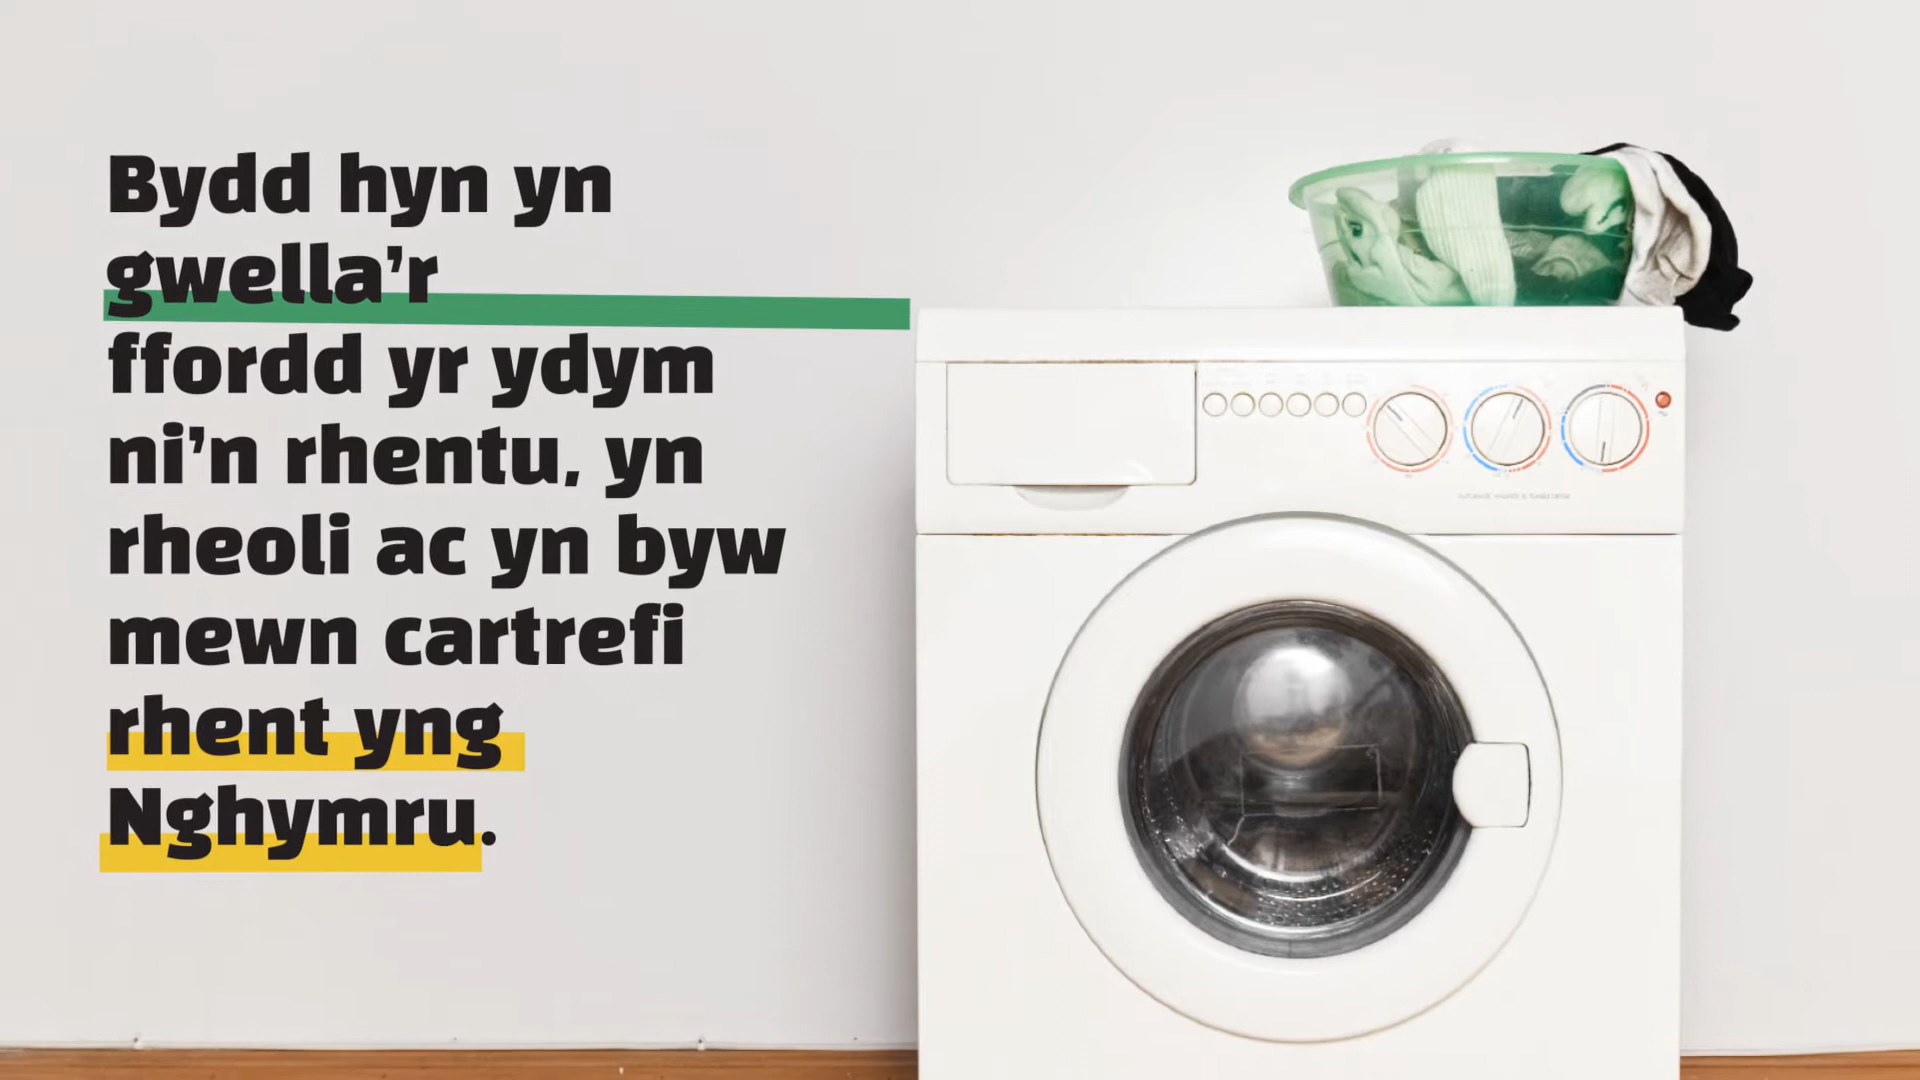 Bydd hyn yn
gwella’r
ffordd yr ydym
ni’n rhentu, yn
rheoli ac yn byw
mewn cartrefi
rhent yng
Nghymru.